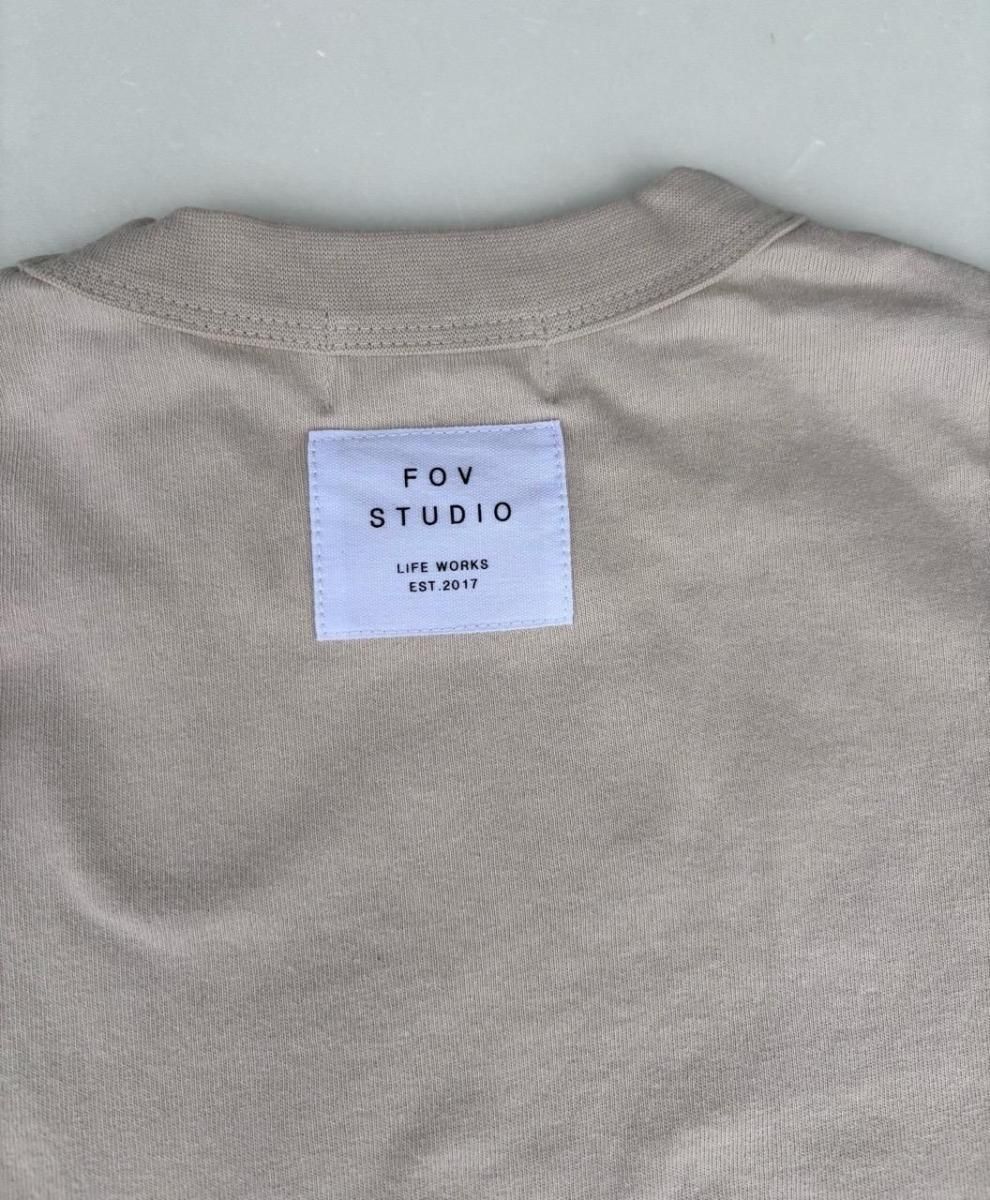 FOV
STUDIO
LIFE WORKS
EST.2017